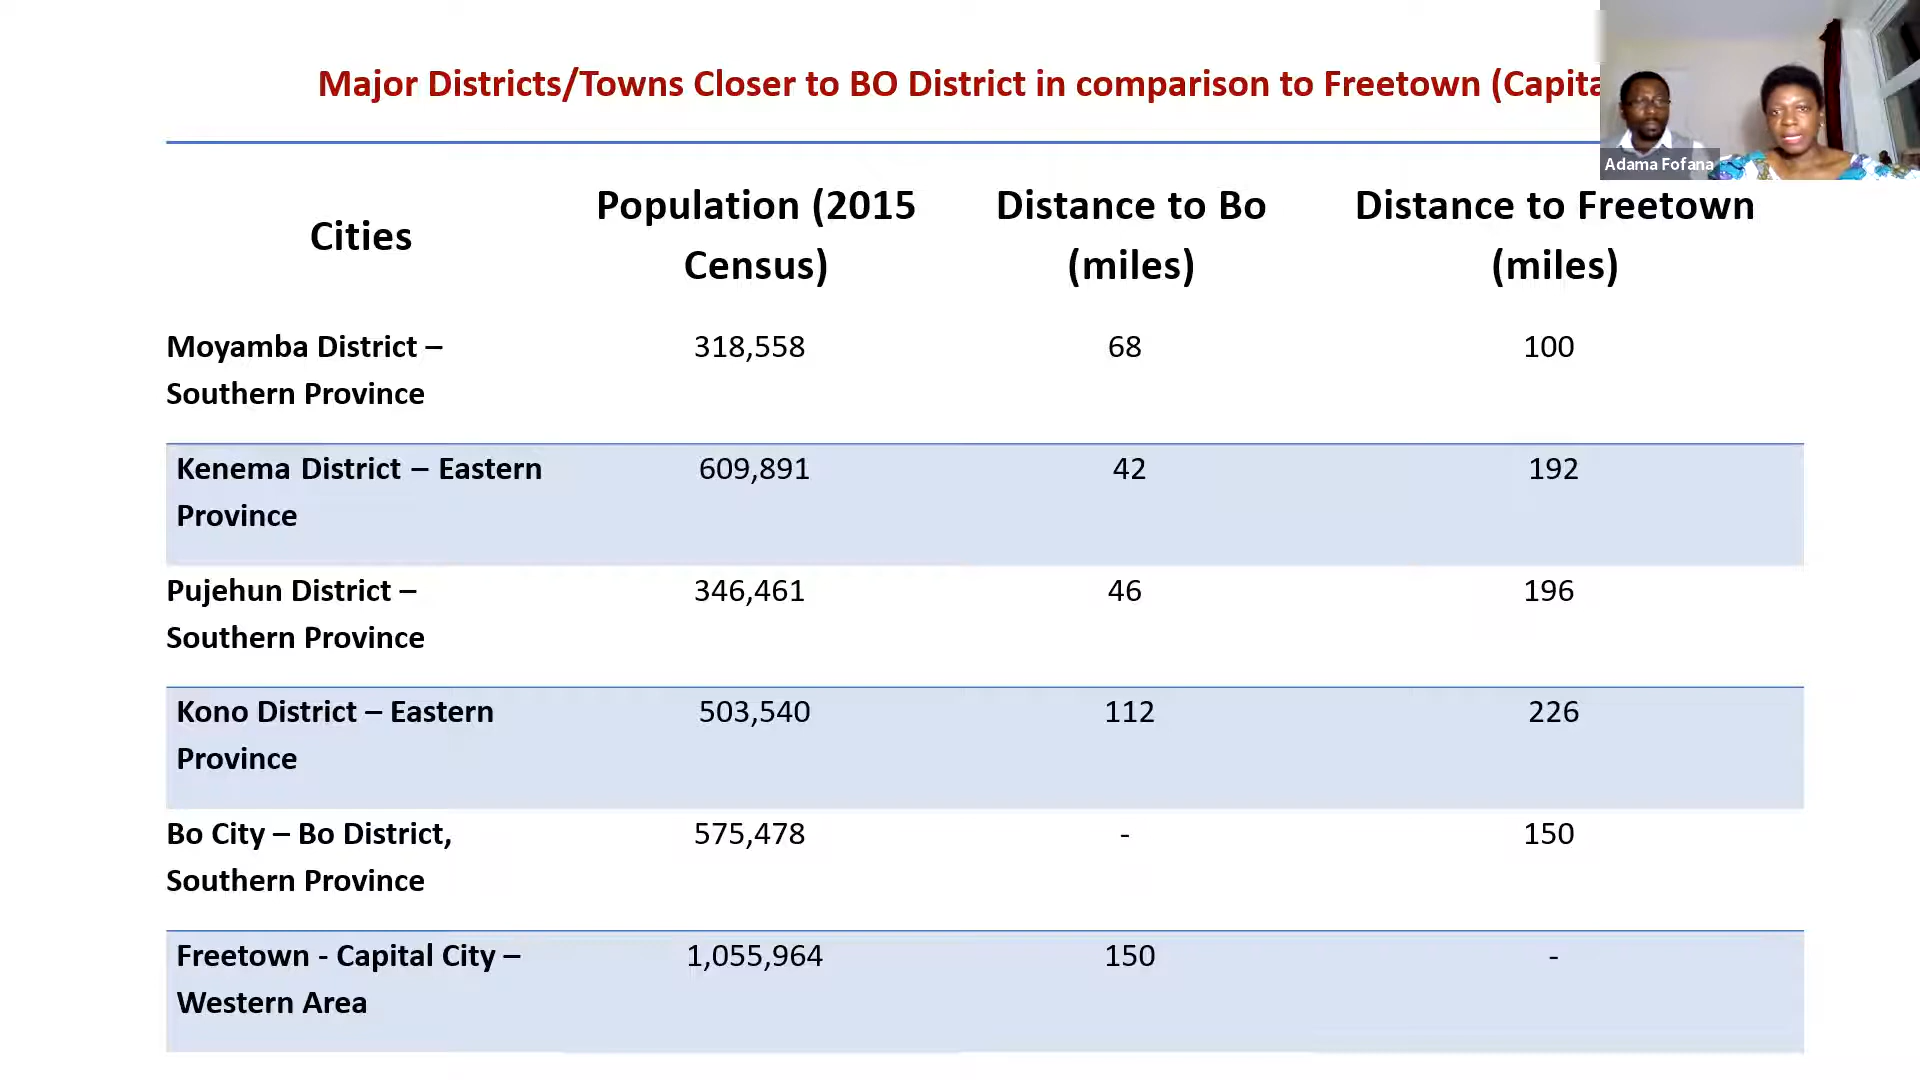 Major Districts/Towns Closer to BO District in comparison to Freetown (Capita
Adama Fofana
Cities
Population (2015
Census)
Distance to Bo
(miles)
Distance to Freetown
(miles)
Moyamba District –
Southern Province
318,558
68
100
Kenema District – Eastern
Province
609,891
42
192
Pujehun District –
Southern Province
346,461
46
196
Kono District – Eastern
Province
503,540
112
226
Bo City – Bo District,
Southern Province
575,478
-
150
Freetown - Capital City –
Western Area
1,055,964
150
-